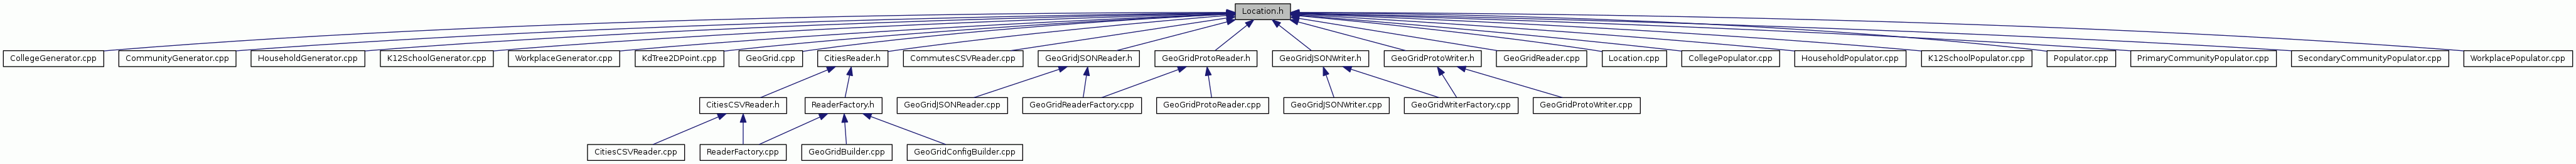 Location.h
CollegeGenerator.cpp
CommunityGenerator.cpp
HouseholdGenerator.cpp
K12SchoolGenerator.cpp
WorkplaceGenerator.cpp
KdTree2DPoint.cpp
GeoGrid.cpp
CitiesReader.h
CommutesCSVReader.cpp
GeoGridJSONReader.h
GeoGridProtoReader.h
GeoGridJSONWriter.h
GeoGridProtoWriter.h
GeoGridReader.cpp
Location.cpp
CollegePopulator.cpp
HouseholdPopulator.cpp
K12SchoolPopulator.cpp
Populator.cpp
PrimaryCommunityPopulator.cpp
SecondaryCommunityPopulator.cpp
WorkplacePopulator.cpp
CitiesCSVReader.h
ReaderFactory.h
GeoGridJSONReader.cpp
GeoGridReaderFactory.cpp
GeoGridProtoReader.cpp
GeoGridJSONWriter.cpp
GeoGridWriterFactory.cpp
GeoGridProtoWriter.cpp
CitiesCSVReader.cpp
ReaderFactory.cpp
GeoGridBuilder.cpp
GeoGridConfigBuilder.cpp